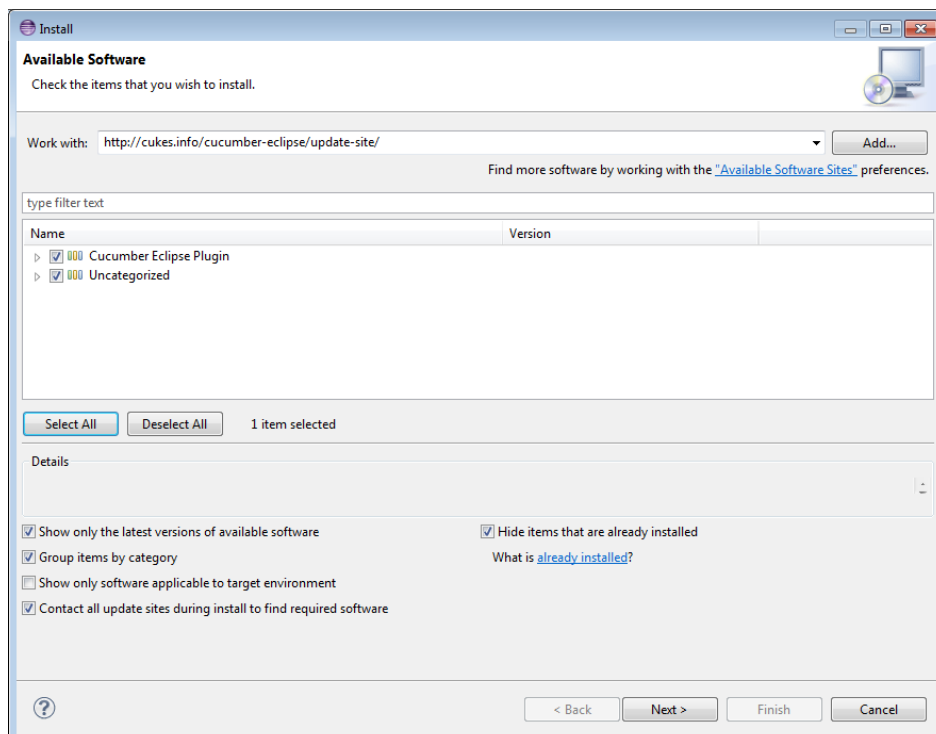 Install
Available Software
Check the items that you wish to install.
Work with: http://cukes.info/cucumber-eclipse/update-site/ Add...
Find more software by working with the "Available Software Sites" preferences.
type filter text
Name Version
Cucumber Eclipse Plugin
Uncategorized
Select All Deselect All 1 item selected
Details
Show only the latest versions of available software Hide items that are already installed
Group items by category What is already installed?
Show only software applicable to target environment
Contact all update sites during install to find required software
? < Back Next > Finish Cancel